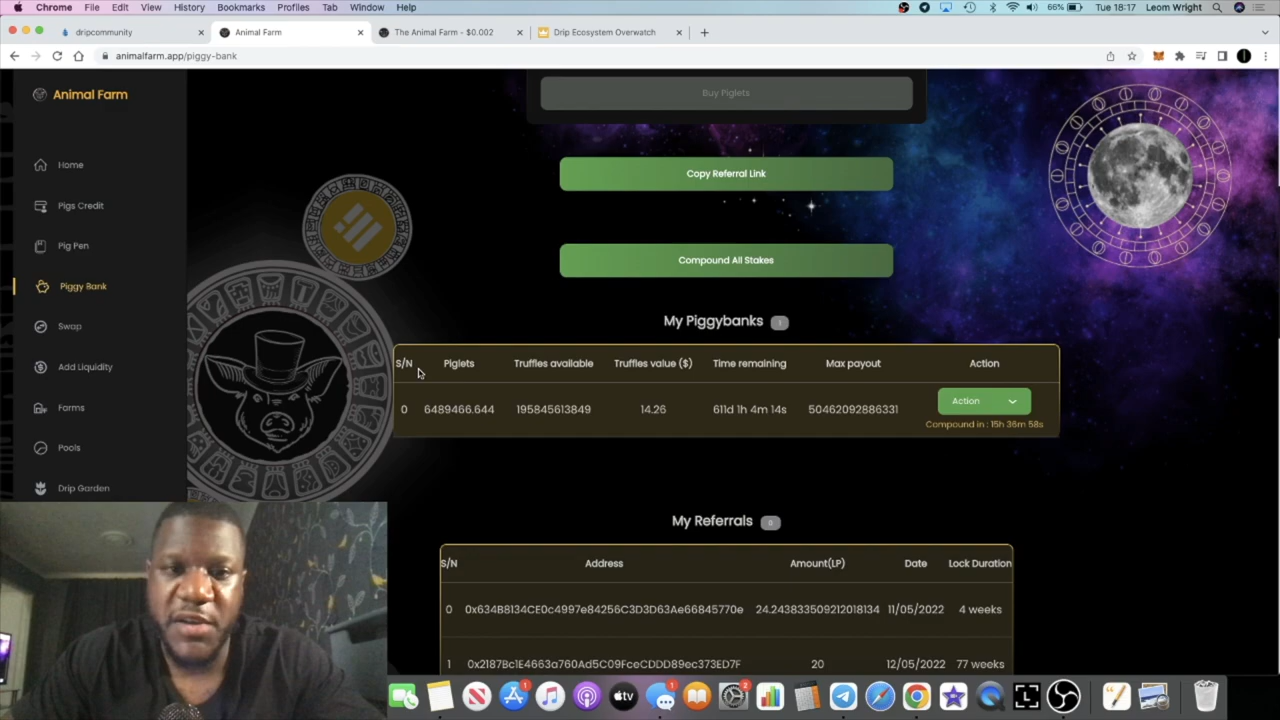 Chrome File Edit View History Bookmarks Profiles Tab Window Help 66% Tue 18:17 Leom Wright
dripcommunity × Animal Farm × The Animal Farm - $0.002 × Drip Ecosystem Overwatch × +
animalfarm.app/piggy-bank
Animal Farm
Home
Pigs Credit
Pig Pen
Piggy Bank
Swap
Add Liquidity
Farms
Pools
Drip Garden
Buy Piglets
Copy Referral Link
Compound All Stakes
My Piggybanks 1
S/N Piglets Truffles available Truffles value ($) Time remaining Max payout Action
0 6489466.644 195845613849 14.26 611d 1h 4m 14s 50462092886331 Action
Compound in : 15h 36m 58s
My Referrals 0
S/N Address Amount(LP) Date Lock Duration
0 0x634B8134CE0c4997e84256C3D3D63Ae66845770e 24.243833509212018134 11/05/2022 4 weeks
1 0x2187Bc1E4663a760Ad5C09FceCDDD89ec373ED7F 20 12/05/2022 77 weeks